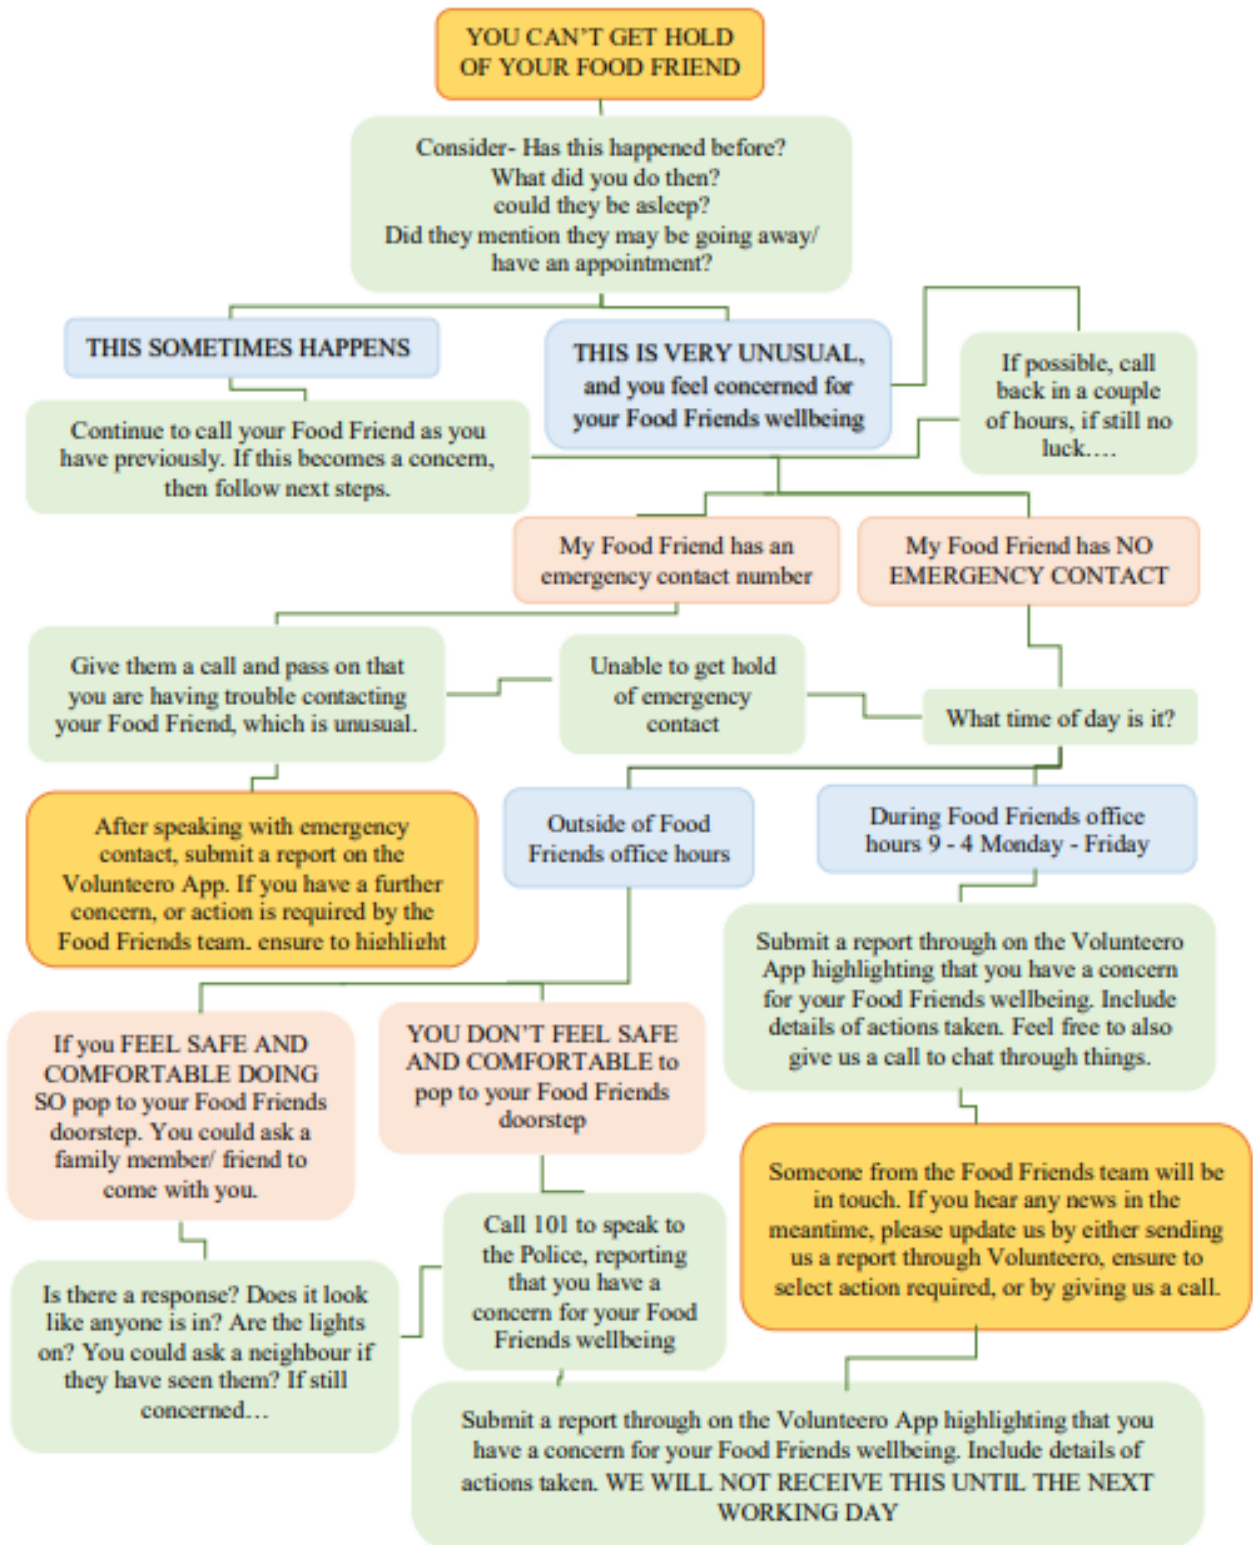 YOU CAN'T GET HOLD
OF YOUR FOOD FRIEND
Consider- Has this happened before?
What did you do then?
could they be asleep?
Did they mention they may be going away/
have an appointment?
THIS SOMETIMES HAPPENS
THIS IS VERY UNUSUAL,
and you feel concerned for
your Food Friends wellbeing
If possible, call
back in a couple
of hours, if still no
luck....
Continue to call your Food Friend as you
have previously. If this becomes a concern,
then follow next steps.
My Food Friend has an
emergency contact number
My Food Friend has NO
EMERGENCY CONTACT
Give them a call and pass on that
you are having trouble contacting
your Food Friend, which is unusual.
Unable to get hold
of emergency
contact
What time of day is it?
After speaking with emergency
contact, submit a report on the
Volunteero App. If you have a further
concern, or action is required by the
Food Friends team, ensure to highlight
Outside of Food
Friends office hours
During Food Friends office
hours 9 - 4 Monday - Friday
Submit a report through on the Volunteero
App highlighting that you have a concern
for your Food Friends wellbeing. Include
details of actions taken. Feel free to also
give us a call to chat through things.
If you FEEL SAFE AND
COMFORTABLE DOING
SO pop to your Food Friends
doorstep. You could ask a
family member/ friend to
come with you.
YOU DON'T FEEL SAFE
AND COMFORTABLE to
pop to your Food Friends
doorstep
Someone from the Food Friends team will be
in touch. If you hear any news in the
meantime, please update us by either sending
us a report through Volunteero, ensure to
select action required, or by giving us a call.
Call 101 to speak to
the Police, reporting
that you have a
concern for your Food
Friends wellbeing
Is there a response? Does it look
like anyone is in? Are the lights
on? You could ask a neighbour if
they have seen them? If still
concerned...
Submit a report through on the Volunteero App highlighting that you
have a concern for your Food Friends wellbeing. Include details of
actions taken. WE WILL NOT RECEIVE THIS UNTIL THE NEXT
WORKING DAY